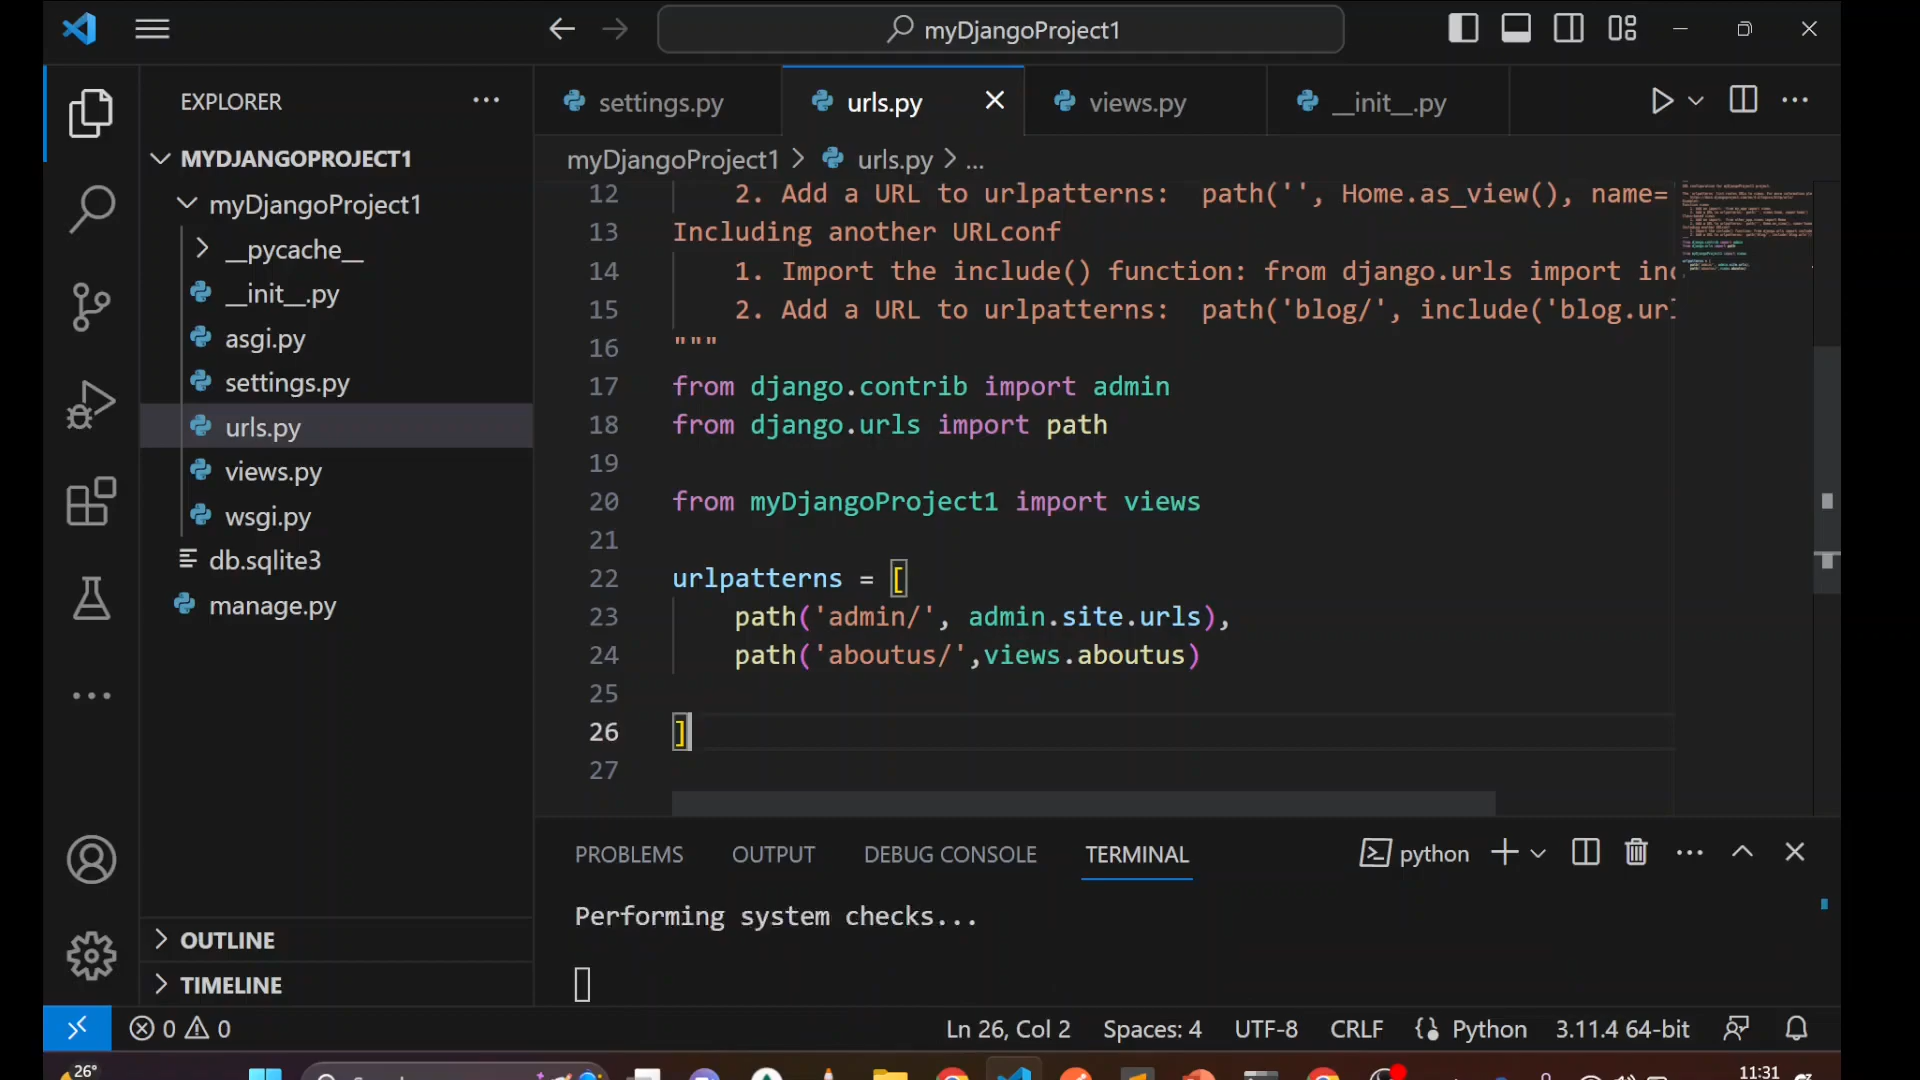 myDjangoProject1
EXPLORER
MYDJANGOPROJECT1
myDjangoProject1
__pycache__
__init__.py
asgi.py
settings.py
urls.py
views.py
wsgi.py
db.sqlite3
manage.py
OUTLINE
TIMELINE
settings.py
urls.py
views.py
__init__.py
myDjangoProject1 > urls.py > ...
12 2. Add a URL to urlpatterns:  path('', Home.as_view(), name=
13 Including another URLconf
14 1. Import the include() function: from django.urls import inc
15 2. Add a URL to urlpatterns:  path('blog/', include('blog.url
16 """
17 from django.contrib import admin
18 from django.urls import path
19
20 from myDjangoProject1 import views
21
22 urlpatterns = [
23 path('admin/', admin.site.urls),
24 path('aboutus/',views.aboutus)
25
26 ]
27
PROBLEMS OUTPUT DEBUG CONSOLE TERMINAL
python
Performing system checks...
0 0
Ln 26, Col 2 Spaces: 4 UTF-8 CRLF Python 3.11.4 64-bit
26°
11:31